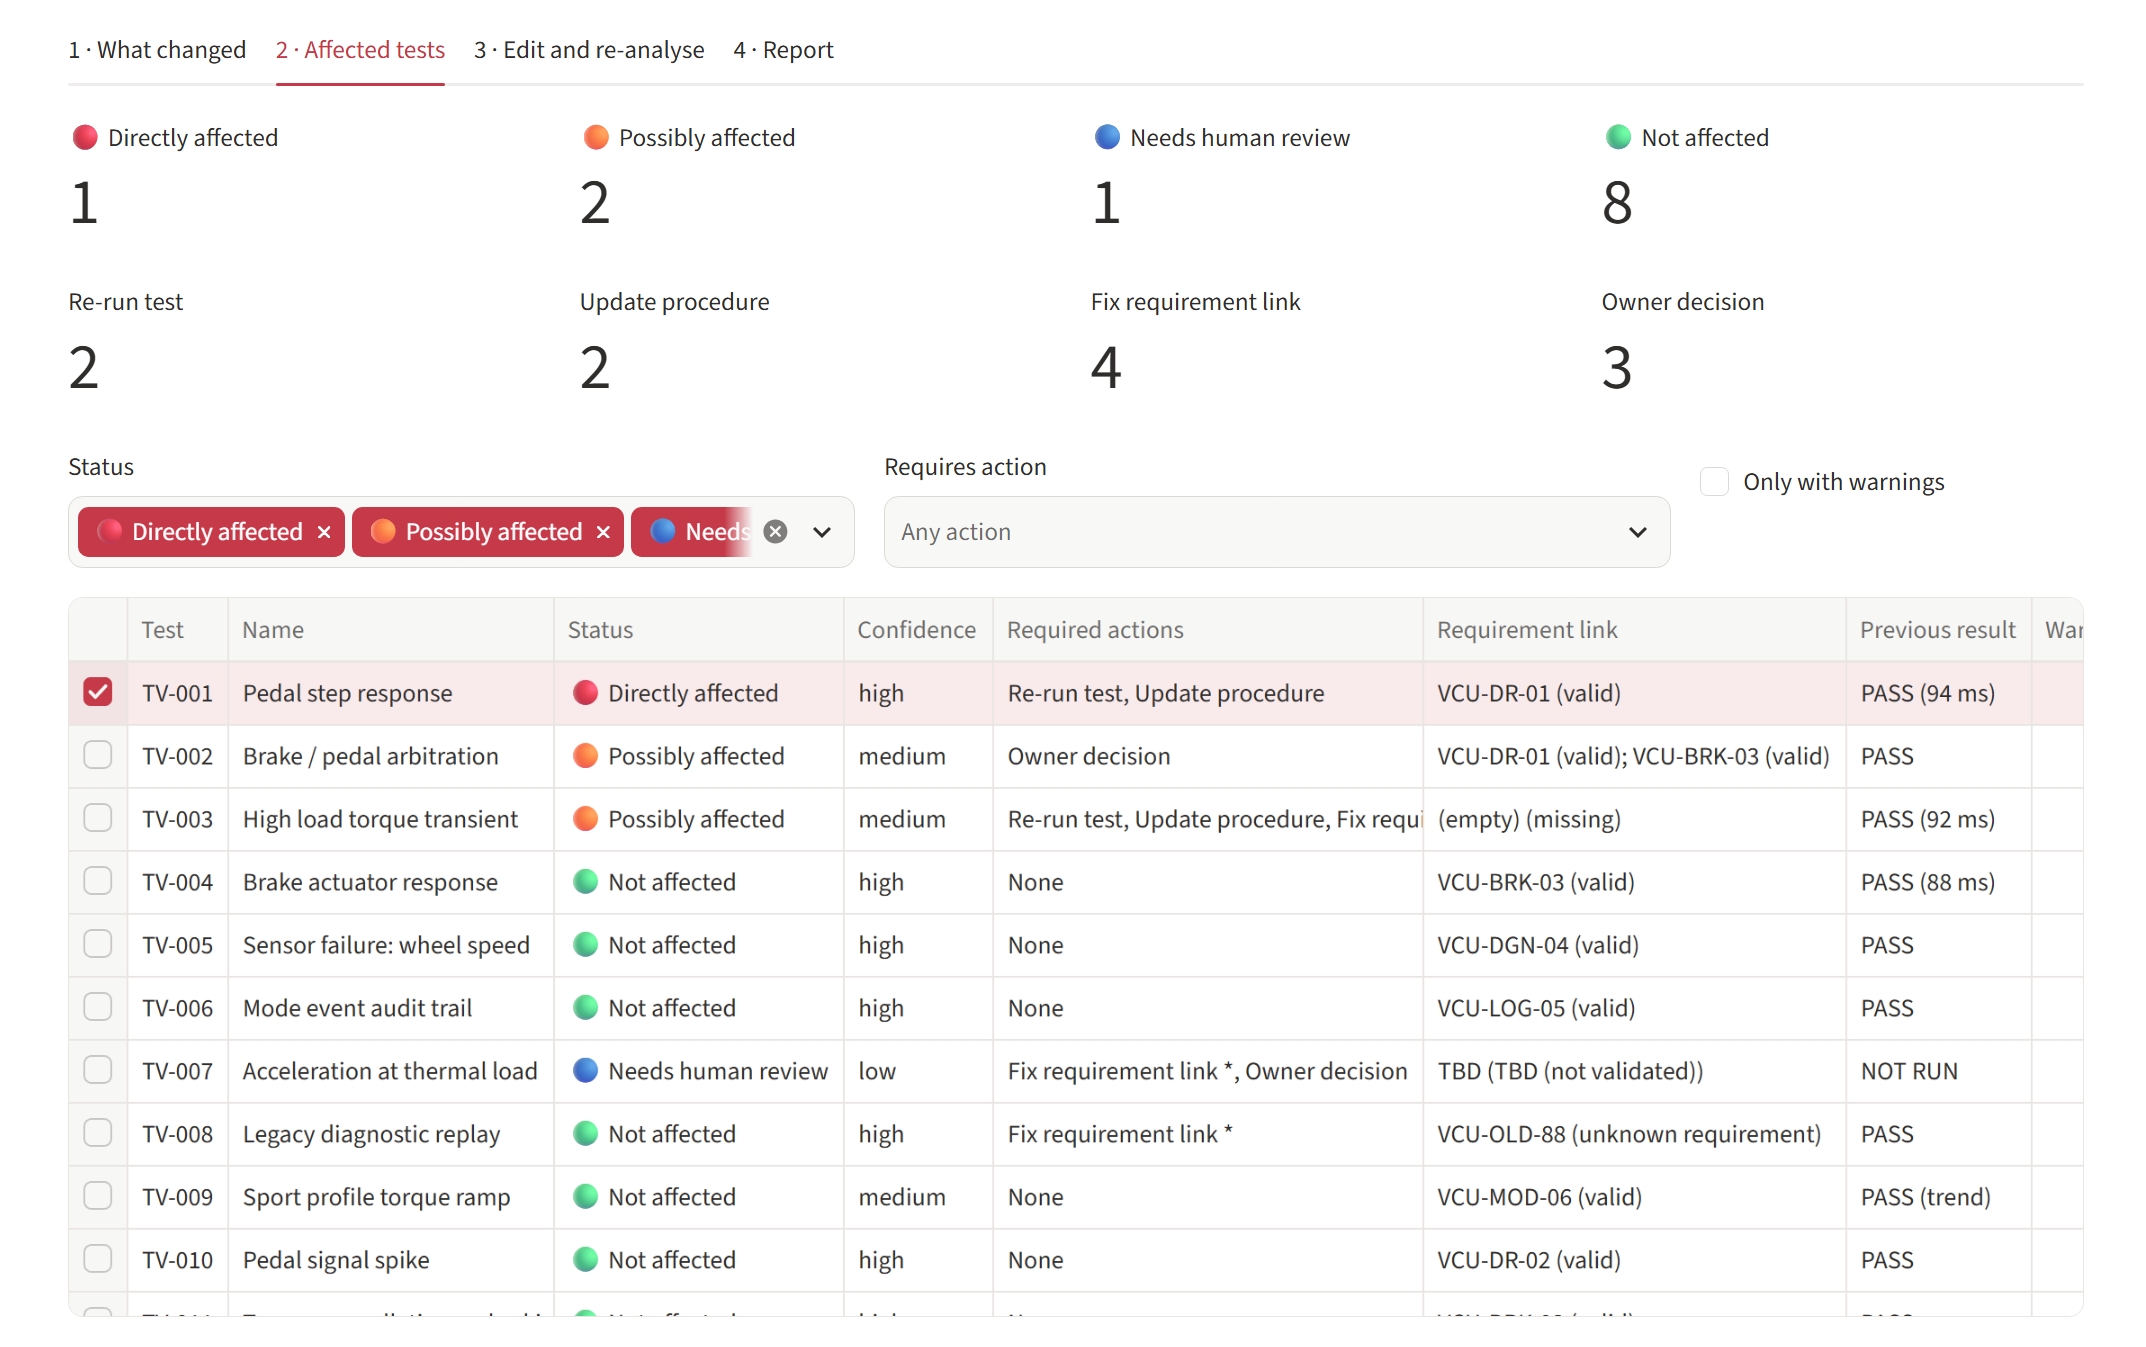 1 · What changed 2 · Affected tests 3 · Edit and re-analyse 4 · Report
Directly affected Possibly affected Needs human review Not affected
1 2 1 8
Re-run test Update procedure Fix requirement link Owner decision
2 2 4 3
Status Requires action Only with warnings
Directly affected × Possibly affected × Needs Any action
Test Name Status Confidence Required actions Requirement link Previous result
TV-001 Pedal step response Directly affected high Re-run test, Update procedure VCU-DR-01 (valid) PASS (94 ms)
TV-002 Brake / pedal arbitration Possibly affected medium Owner decision VCU-DR-01 (valid); VCU-BRK-03 (valid) PASS
TV-003 High load torque transient Possibly affected medium Re-run test, Update procedure, Fix requi (empty) (missing) PASS (92 ms)
TV-004 Brake actuator response Not affected high None VCU-BRK-03 (valid) PASS (88 ms)
TV-005 Sensor failure: wheel speed Not affected high None VCU-DGN-04 (valid) PASS
TV-006 Mode event audit trail Not affected high None VCU-LOG-05 (valid) PASS
TV-007 Acceleration at thermal load Needs human review low Fix requirement link *, Owner decision TBD (TBD (not validated)) NOT RUN
TV-008 Legacy diagnostic replay Not affected high Fix requirement link * VCU-OLD-88 (unknown requirement) PASS
TV-009 Sport profile torque ramp Not affected medium None VCU-MOD-06 (valid) PASS (trend)
TV-010 Pedal signal spike Not affected high None VCU-DR-02 (valid) PASS